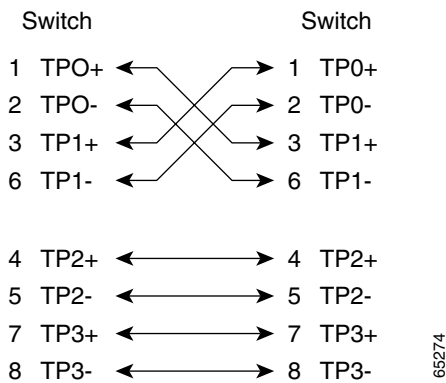 Switch Switch
1 TPO+ 1 TP0+
2 TPO- 2 TP0-
3 TP1+ 3 TP1+
6 TP1- 6 TP1-
4 TP2+ 4 TP2+
5 TP2- 5 TP2-
7 TP3+ 7 TP3+
8 TP3- 8 TP3-
65274